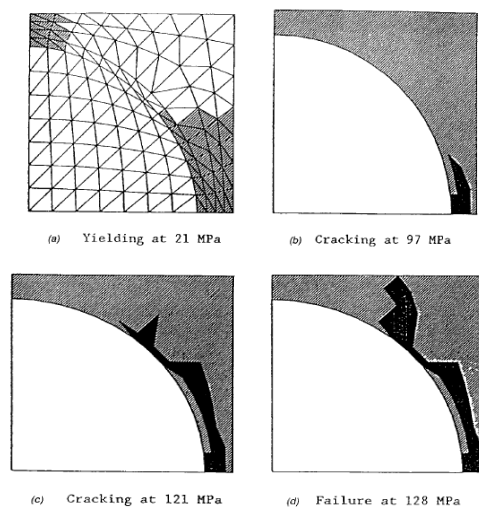 (a) Yielding at 21 MPa
(b) Cracking at 97 MPa
(c) Cracking at 121 MPa
(d) Failure at 128 MPa